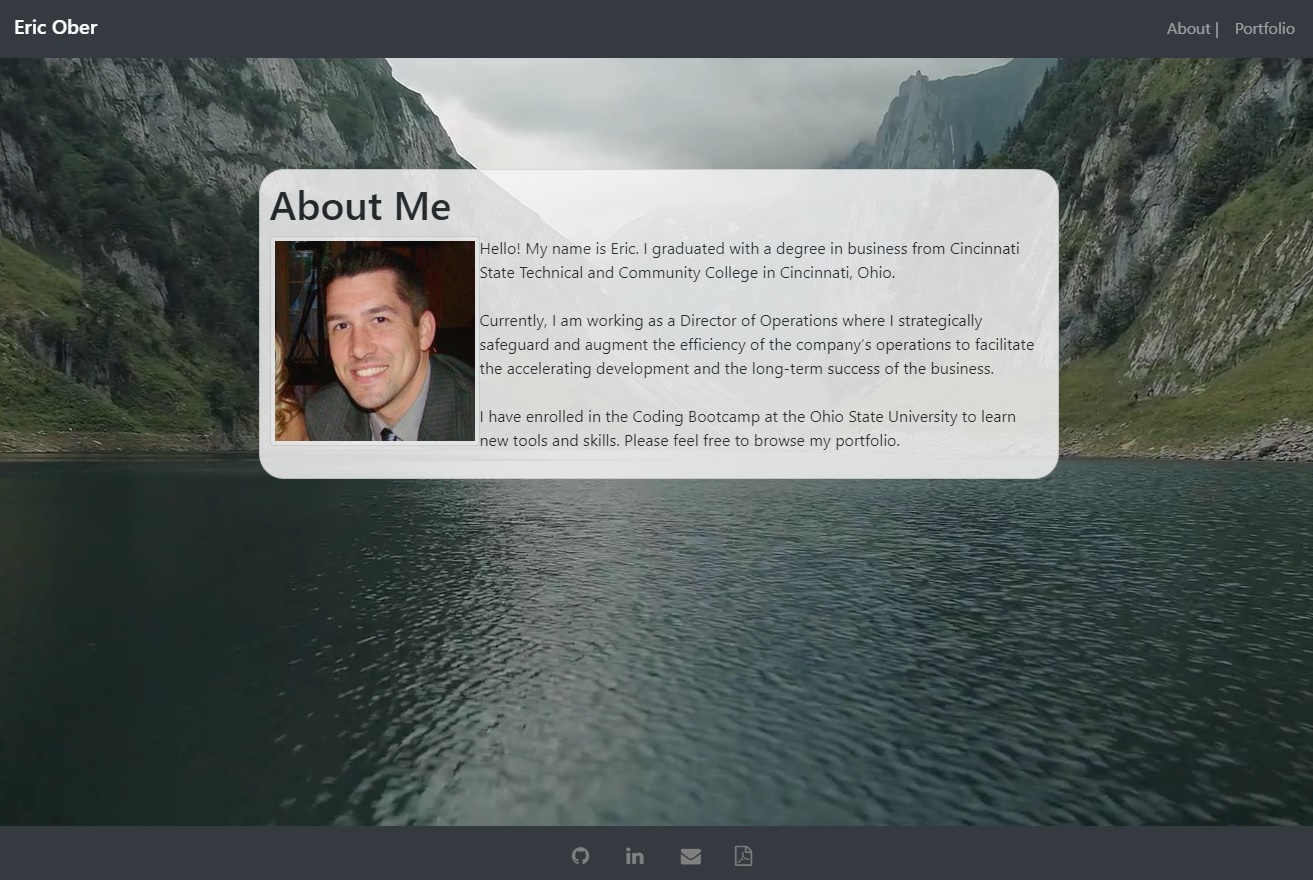 Eric Ober
About |
Portfolio
About Me
Hello! My name is Eric. I graduated with a degree in business from Cincinnati
State Technical and Community College in Cincinnati, Ohio.
Currently, I am working as a Director of Operations where I strategically
safeguard and augment the efficiency of the company's operations to facilitate
the accelerating development and the long-term success of the business.
I have enrolled in the Coding Bootcamp at the Ohio State University to learn
new tools and skills. Please feel free to browse my portfolio.
in